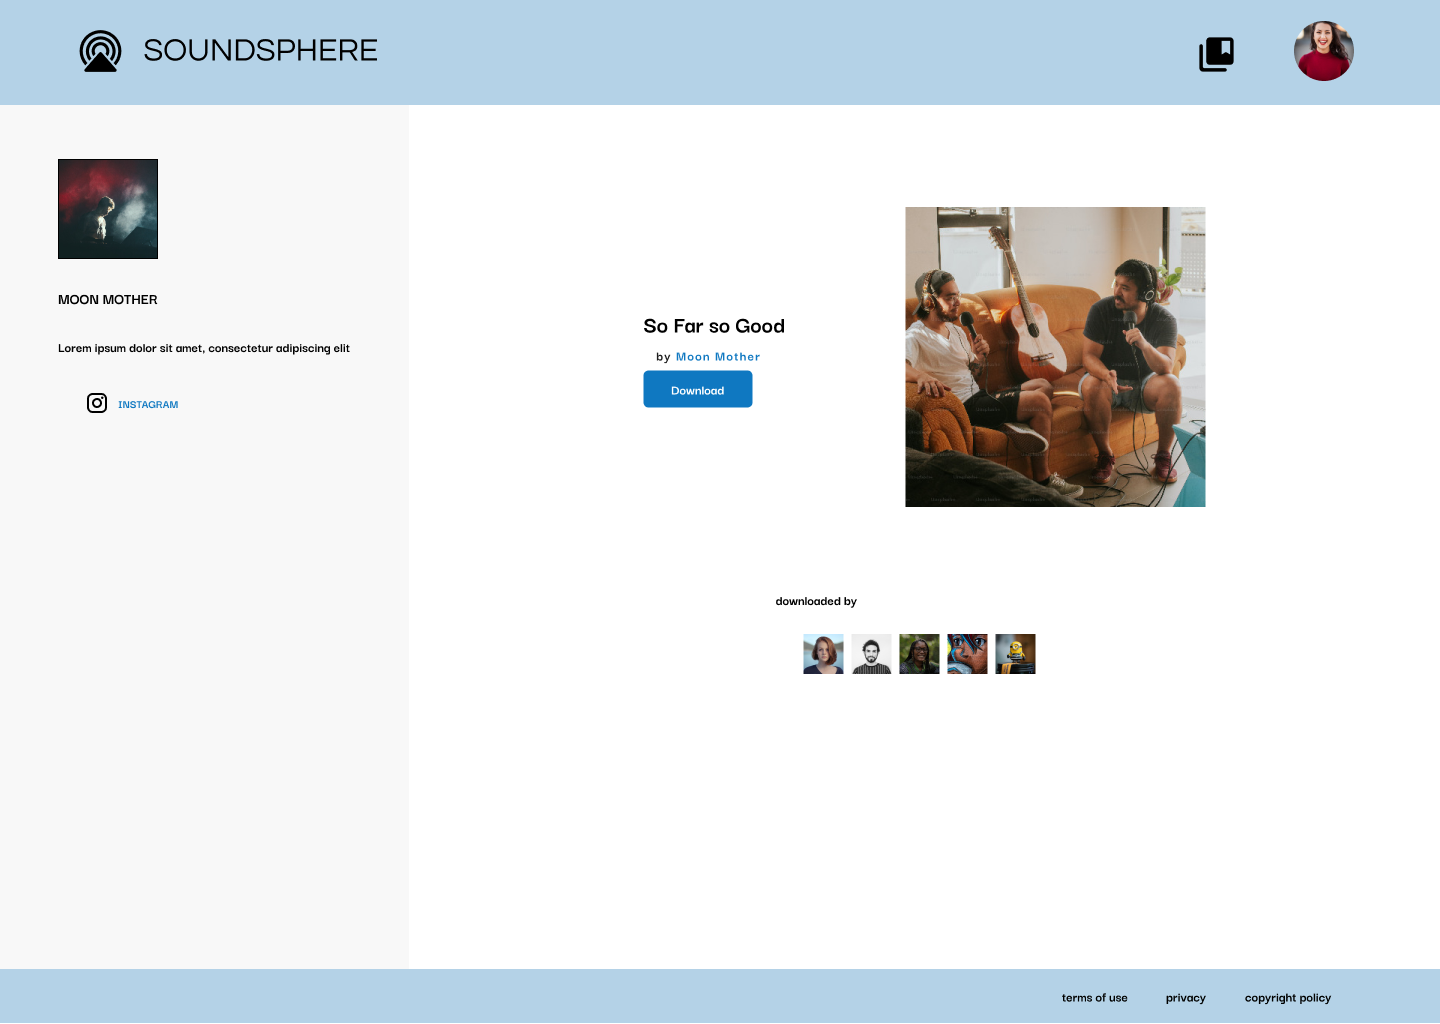 SOUNDSPHERE
MOON MOTHER
Lorem ipsum dolor sit amet, consectetur adipiscing elit
INSTAGRAM
So Far so Good
by Moon Mother
Download
downloaded by
terms of use
privacy
copyright policy